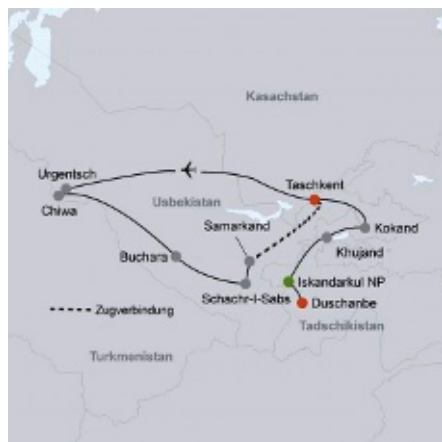 Kasachstan
Urgentsch
Taschkent
Chiwa
Usbekistan
Samarkand
Kokand
Khujand
Buchara
Iskandarkul NP
Schachr-I-Sabs
Duschanbe
Zugverbindung
Tadschikistan
Turkmenistan